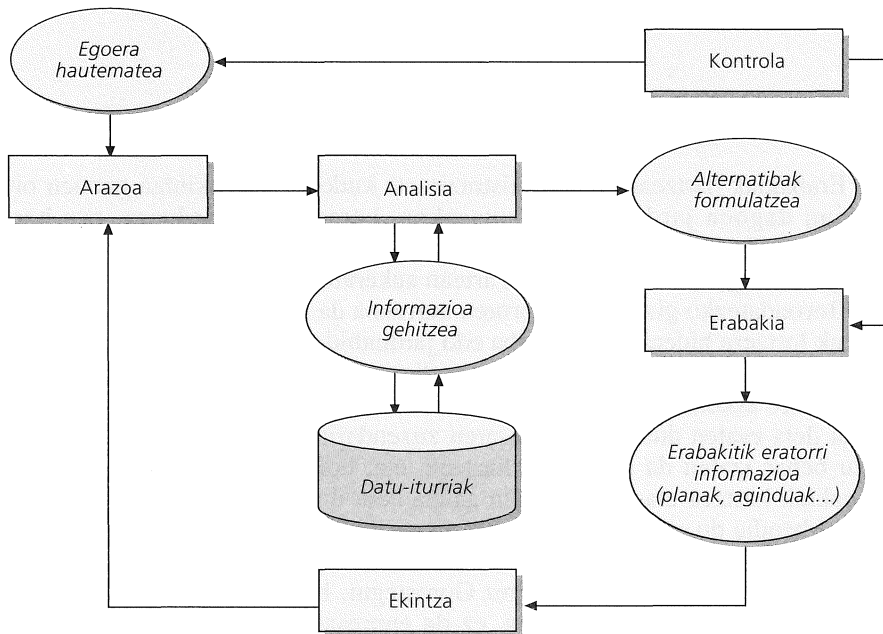 Egoera
hautematea
Kontrola
Arazoa
Analisia
Alternatibak
formulatzea
Informazioa
gehitzea
Erabakia
Datu-iturriak
Erabakitik eratorri
informazioa
(planak, aginduak...)
Ekintza